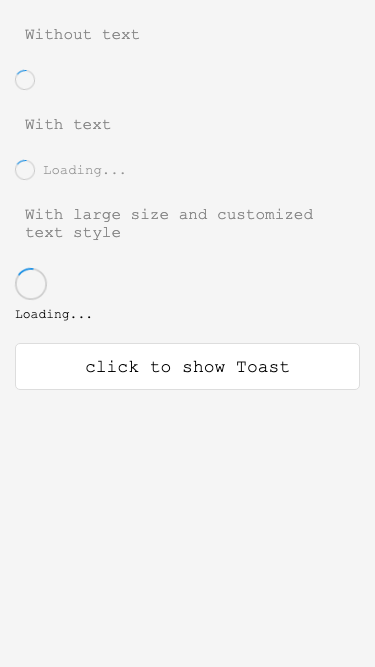 Without text
With text
Loading...
With large size and customized
text style
Loading...
click to show Toast